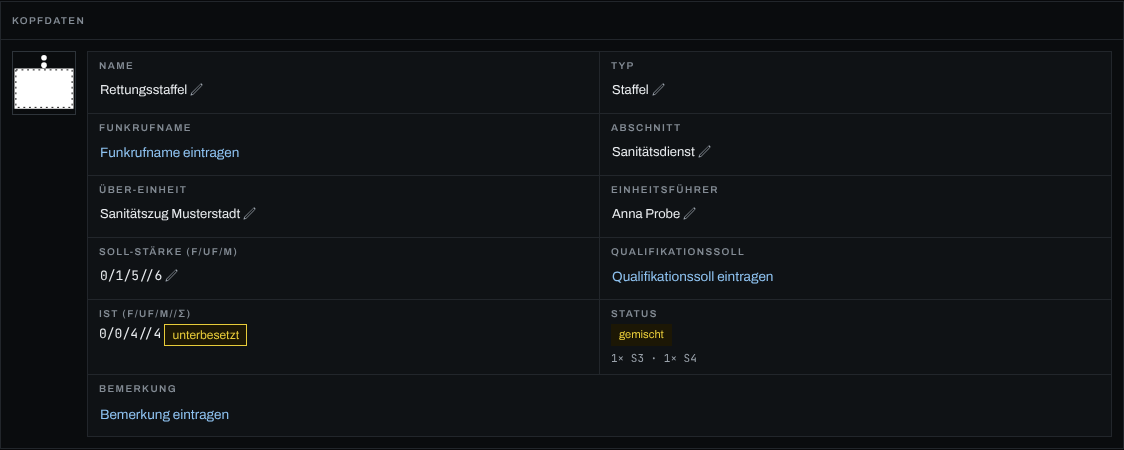 KOPFDATEN
NAME
Rettungsstaffel
TYP
Staffel
FUNKRUFNAME
Funkrufname eintragen
ABSCHNITT
Sanitätsdienst
ÜBER-EINHEIT
Sanitätszug Musterstadt
EINHEITSFÜHRER
Anna Probe
SOLL-STÄRKE (F/UF/M)
0/1/5//6
QUALIFIKATIONSSOLL
Qualifikationssoll eintragen
IST (F/UF/M//Σ)
0/0/4//4 unterbesetzt
STATUS
gemischt
1× S3 · 1× S4
BEMERKUNG
Bemerkung eintragen